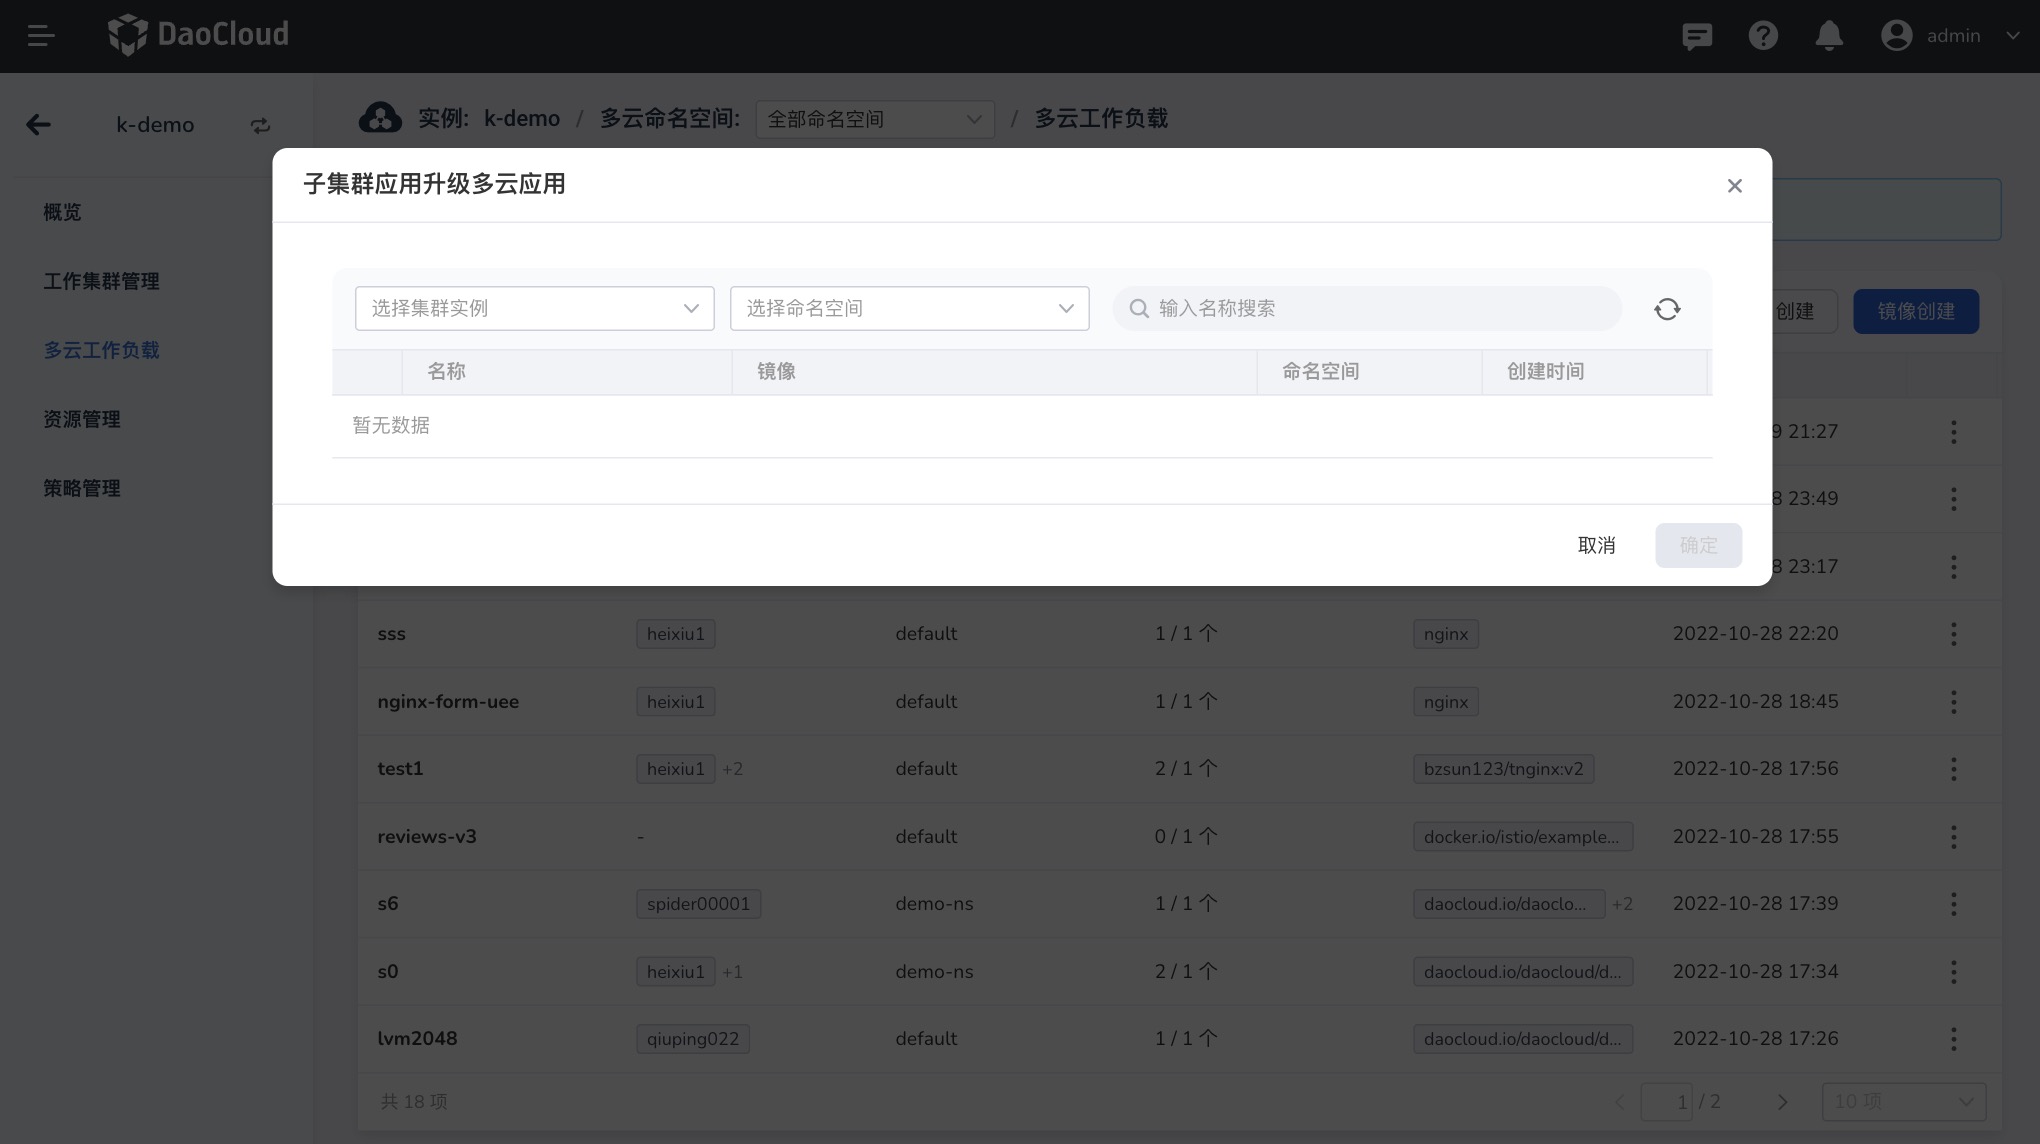 DaoCloud
admin
k-demo
实例: k-demo / 多云命名空间: 全部命名空间 / 多云工作负载
概览
工作集群管理
多云工作负载
资源管理
策略管理
子集群应用升级多云应用
选择集群实例 选择命名空间 输入名称搜索
名称 镜像 命名空间 创建时间
暂无数据
取消 确定
创建 镜像创建
9 21:27
8 23:49
8 23:17
sss heixiu1 default 1 / 1 个 nginx 2022-10-28 22:20
nginx-form-uee heixiu1 default 1 / 1 个 nginx 2022-10-28 18:45
test1 heixiu1 +2 default 2 / 1 个 bzsun123/tnginx:v2 2022-10-28 17:56
reviews-v3 - default 0 / 1 个 docker.io/istio/example... 2022-10-28 17:55
s6 spider00001 demo-ns 1 / 1 个 daocloud.io/daoclo... +2 2022-10-28 17:39
s0 heixiu1 +1 demo-ns 2 / 1 个 daocloud.io/daocloud/d... 2022-10-28 17:34
lvm2048 qiuping022 default 1 / 1 个 daocloud.io/daocloud/d... 2022-10-28 17:26
共 18 项 1 / 2 10 项